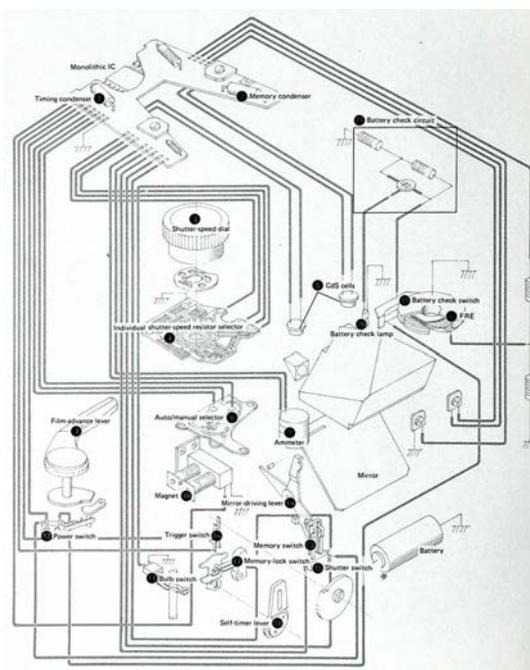 Monolithic IC
Timing condenser
Memory condenser
Battery check circuit
Shutter speed dial
CdS cells
Battery check switch
FRE
Individual shutter-speed resistor selector
Battery-check lamp
Auto/manual selector
Film-advance lever
Ammeter
Mirror
Magnet
Mirror-driving lever
Power switch
Trigger switch
Memory switch
Battery
Memory-lock switch
Shutter switch
Bulb switch
Self-timer lever